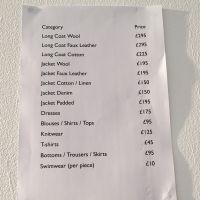 Category Price
Long Coat Wool £295
Long Coat Faux Leather £295
Long Coat Cotton £225
Jacket Wool £195
Jacket Faux Leather £195
Jacket Cotton / Linen £150
Jacket Denim £150
Jacket Padded £195
Dresses £175
Blouses / Shirts / Tops £95
Knitwear £125
T-shirts £45
Bottoms / Trousers / Skirts £95
Swimwear (per piece) £10